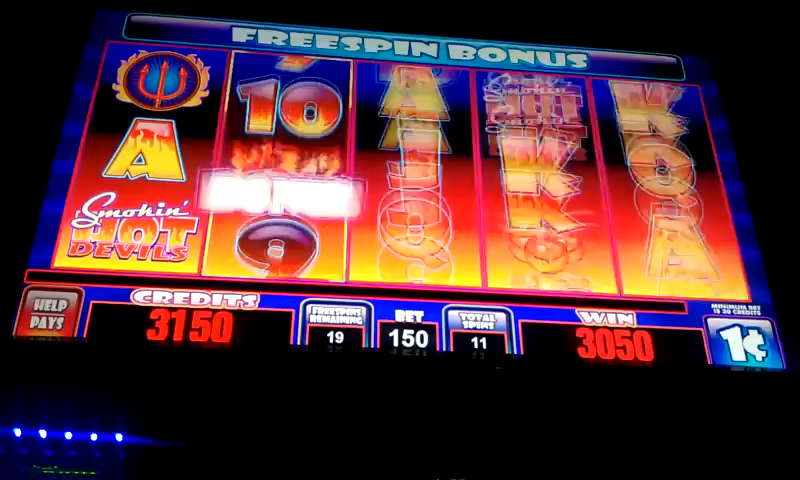 FREESPIN BONUS
10
A
Smokin'
HOT
DEVILS
K
HELP
PAYS
CREDITS
3150
FREESPINS
REMAINING
19
BET
150
TOTAL
SPINS
11
WIN
3050
MINIMUM BET
IS 30 CREDITS
1¢